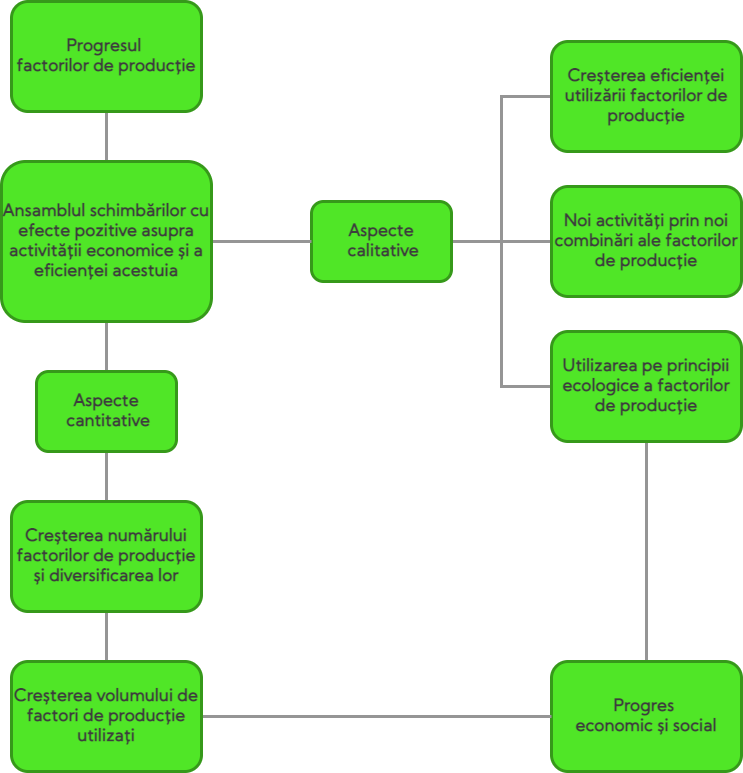 Progresul
factorilor de producție
Ansamblul schimbărilor cu
efecte pozitive asupra
activității economice și a
eficienței acestuia
Aspecte
cantitative
Creșterea numărului
factorilor de producție
și diversificarea lor
Creșterea volumului de
factori de producție
utilizați
Aspecte
calitative
Creșterea eficienței
utilizării factorilor de
producție
Noi activități prin noi
combinări ale factorilor
de producție
Utilizarea pe principii
ecologice a factorilor
de producție
Progres
economic și social